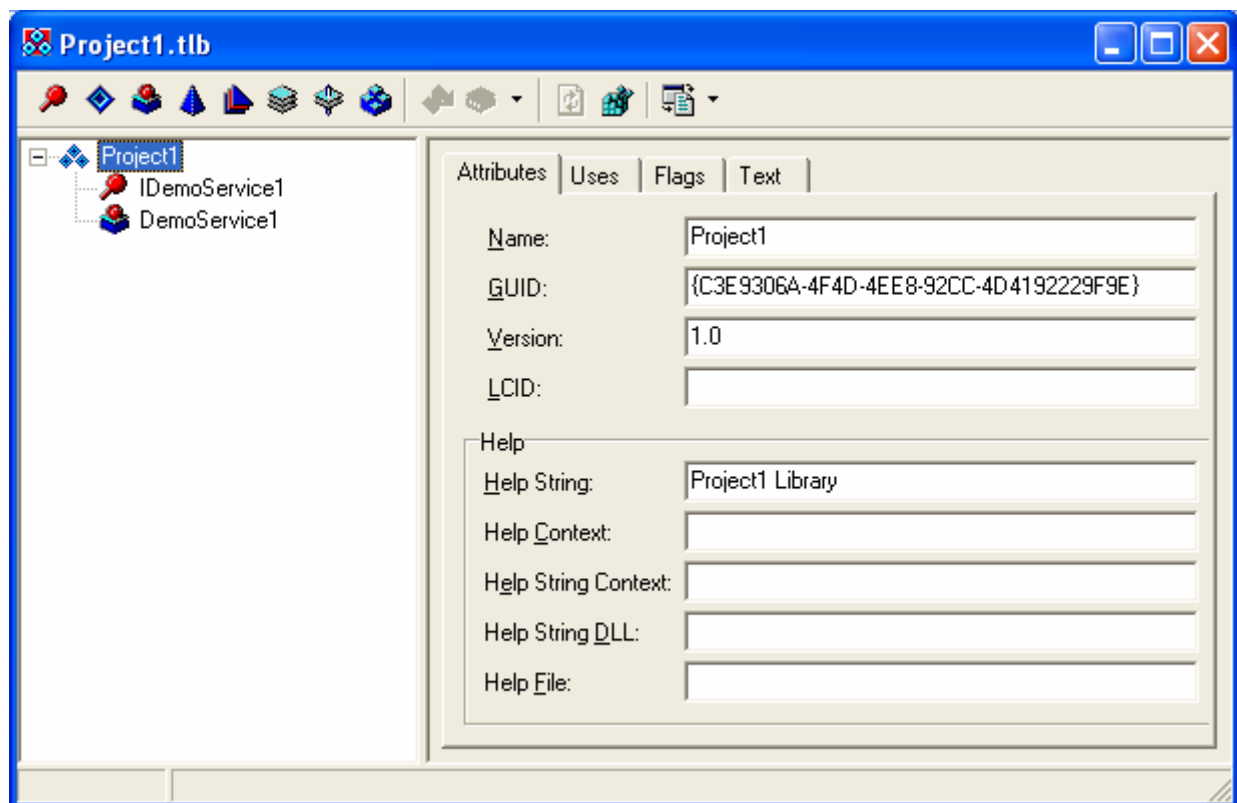 Project1.tlb
Project1
IDemoService1
DemoService1
Attributes Uses Flags Text
Name: Project1
GUID: {C3E9306A-4F4D-4EE8-92CC-4D4192229F9E}
Version: 1.0
LCID:
Help
Help String: Project1 Library
Help Context:
Help String Context:
Help String DLL:
Help File: